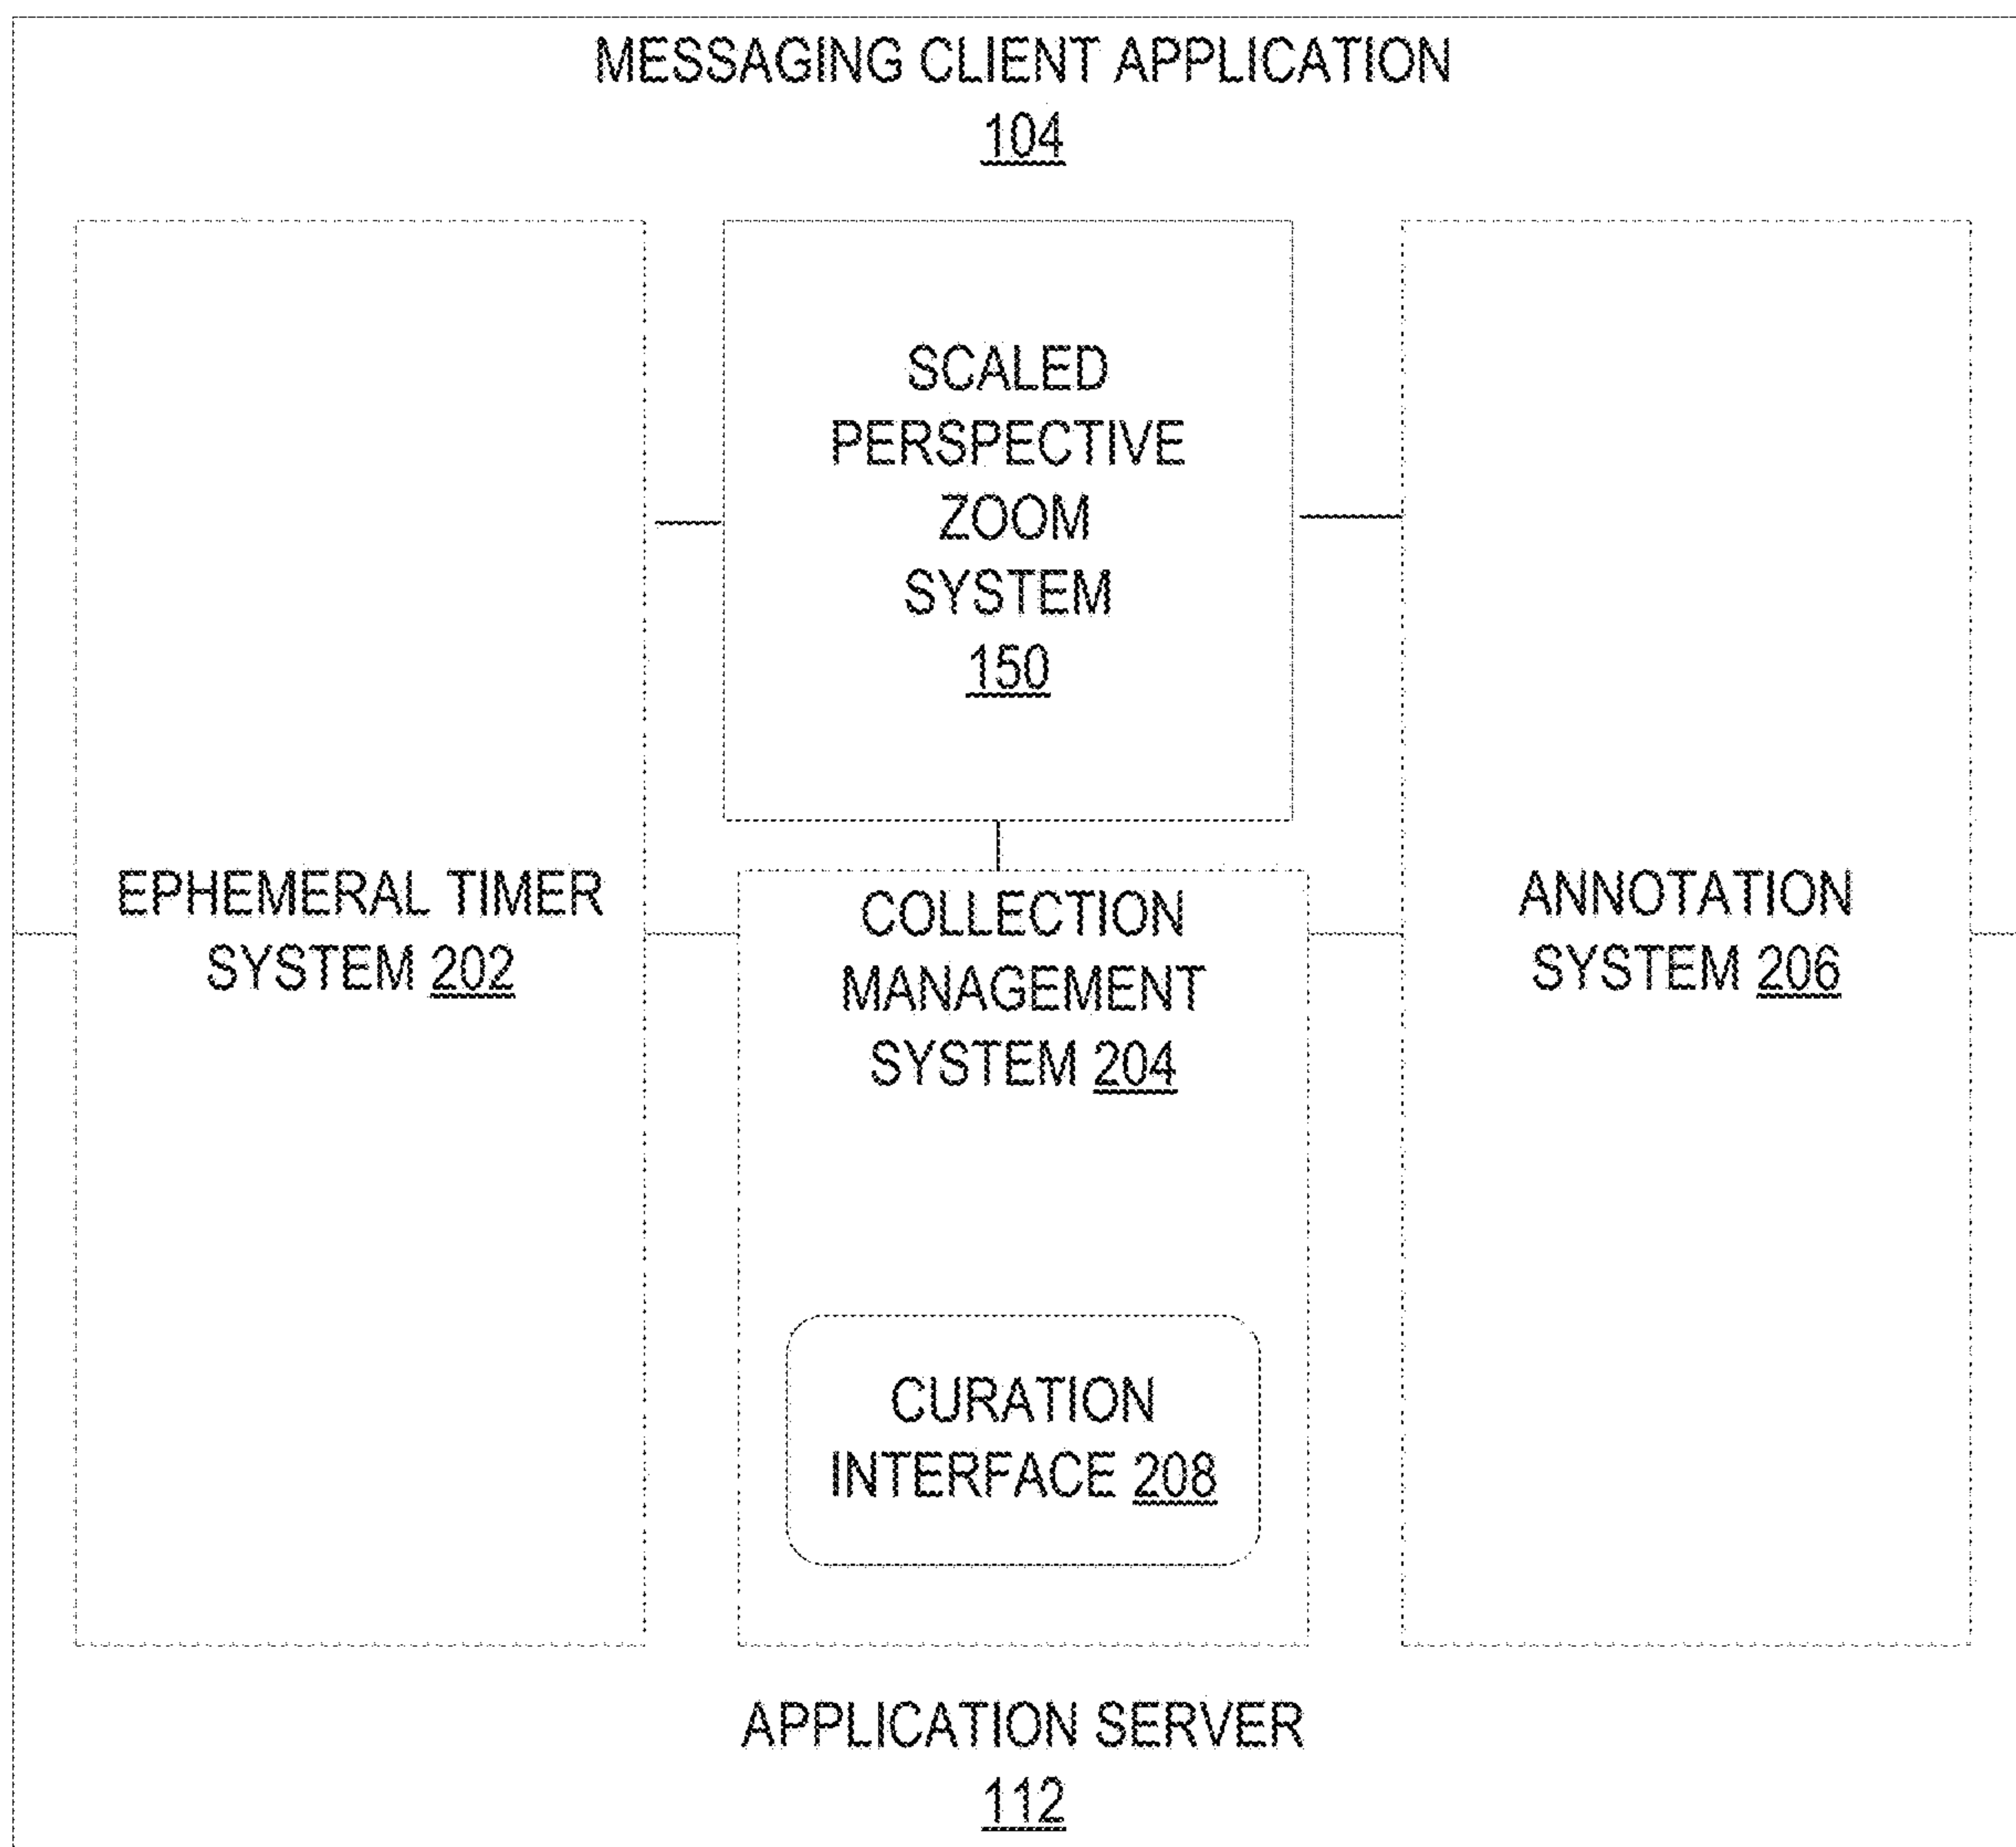 MESSAGING CLIENT APPLICATION
104
SCALED
PERSPECTIVE
ZOOM
SYSTEM
150
EPHEMERAL TIMER
SYSTEM 202
COLLECTION
MANAGEMENT
SYSTEM 204
ANNOTATION
SYSTEM 206
CURATION
INTERFACE 208
APPLICATION SERVER
112